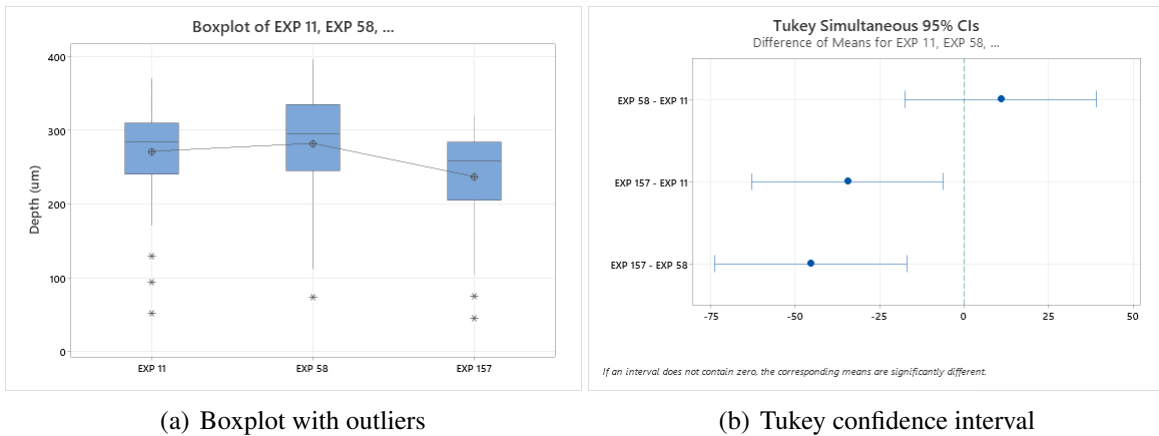 Boxplot of EXP 11, EXP 58, ...
Depth (um)
400
300
200
100
0
EXP 11
EXP 58
EXP 157
(a) Boxplot with outliers
Tukey Simultaneous 95% CIs
Difference of Means for EXP 11, EXP 58, ...
EXP 58 - EXP 11
EXP 157 - EXP 11
EXP 157 - EXP 58
-75
-50
-25
0
25
50
If an interval does not contain zero, the corresponding means are significantly different.
(b) Tukey confidence interval